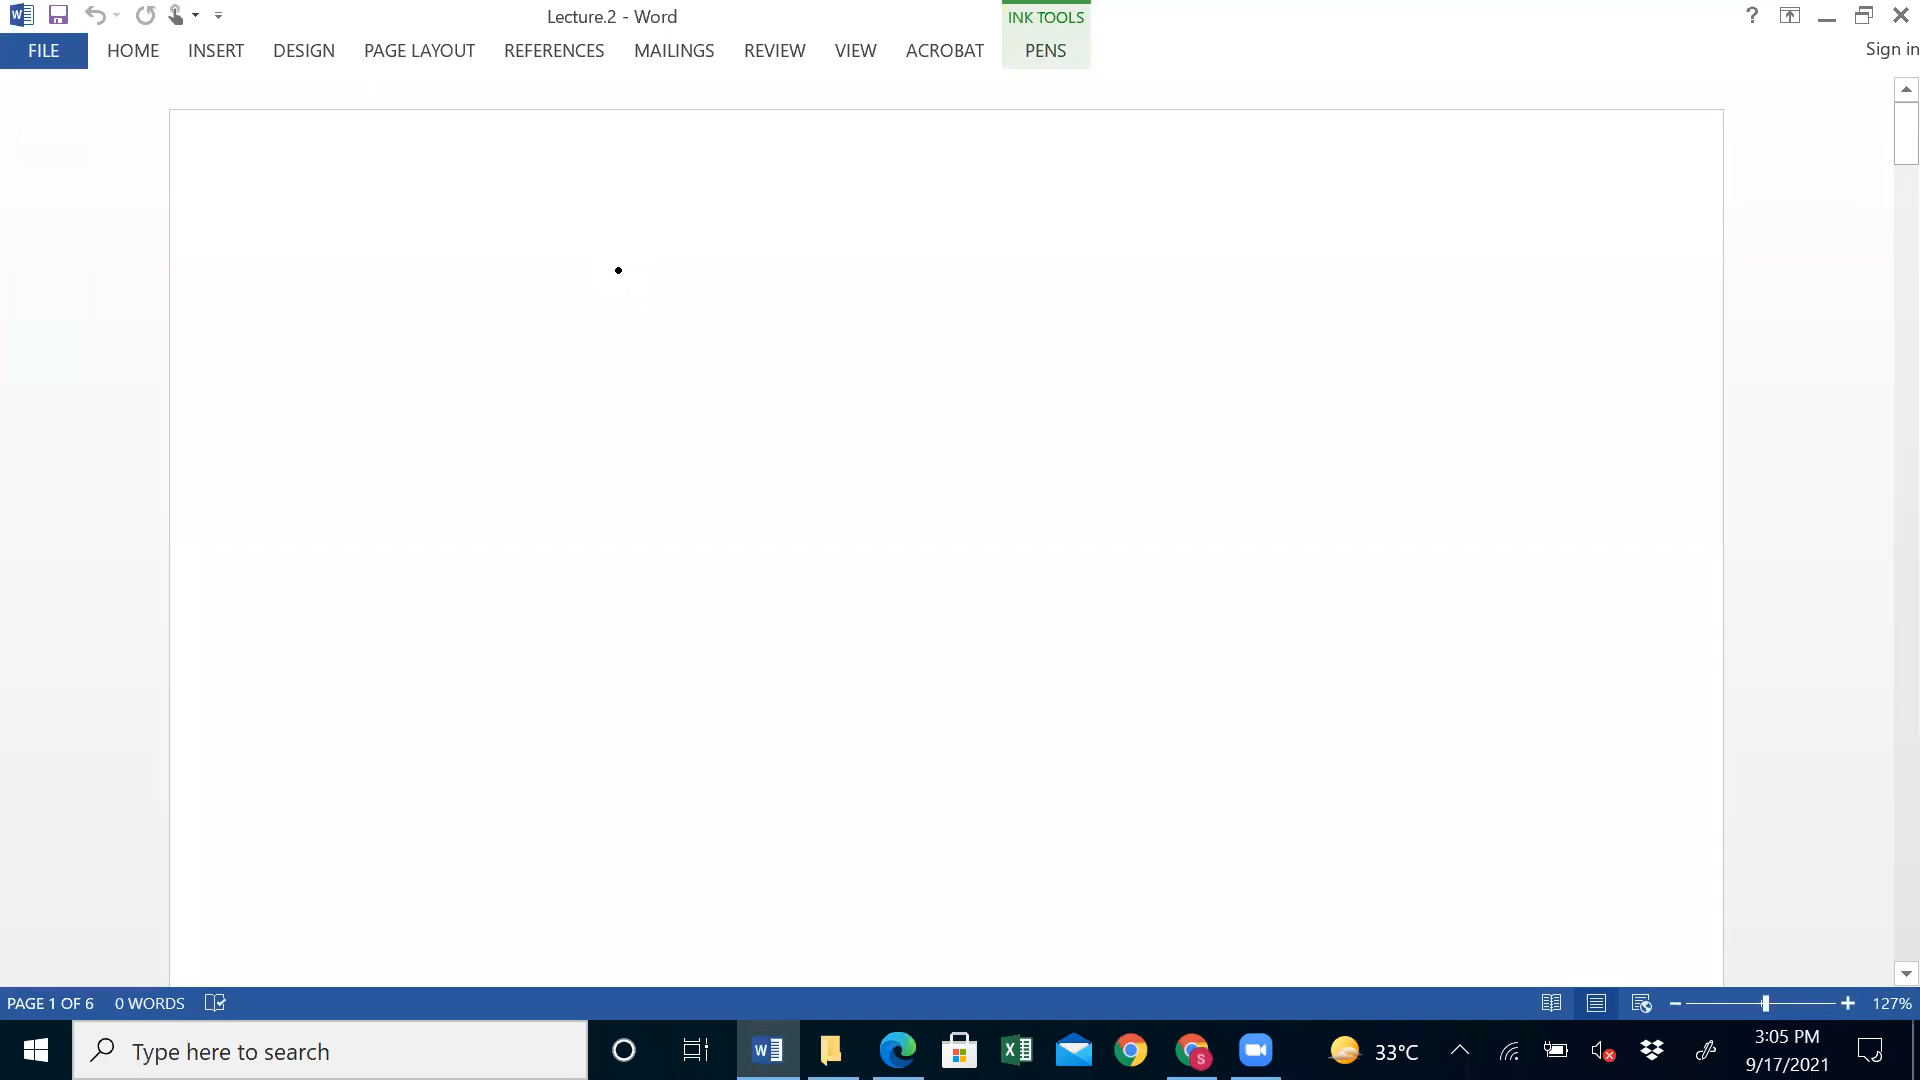 Lecture.2 - Word
INK TOOLS
?
FILE
HOME
INSERT
DESIGN
PAGE LAYOUT
REFERENCES
MAILINGS
REVIEW
VIEW
ACROBAT
PENS
Sign in
PAGE 1 OF 6
0 WORDS
127%
Type here to search
33°C
3:05 PM
9/17/2021